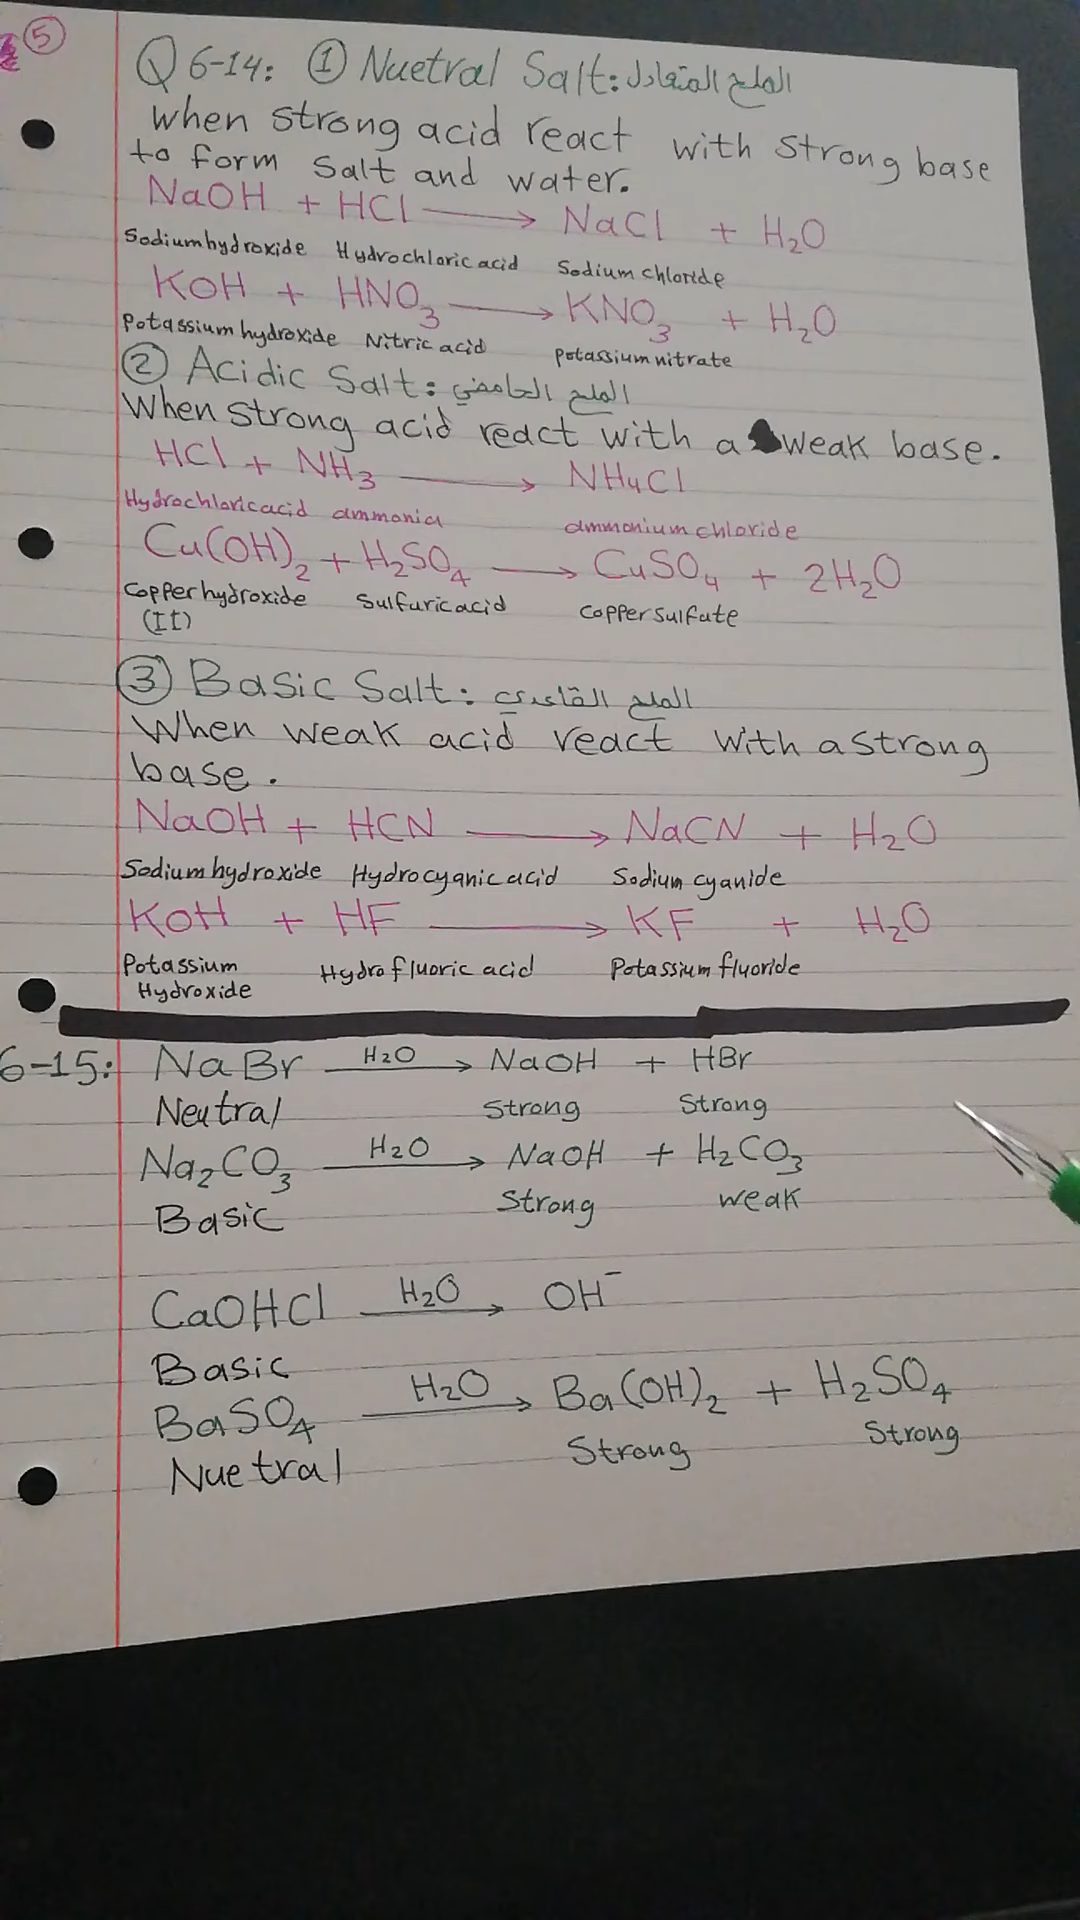 5
Q 6-14: ① Nuetral Salt: الملح المتعادل
when strong acid react with strong base
to form salt and water.
NaOH + HCl → NaCl + H₂O
Sodium hydroxide Hydrochloric acid Sodium chloride
KOH + HNO₃ → KNO₃ + H₂O
Potassium hydroxide Nitric acid potassium nitrate
② Acidic Salt: الملح الحامضي
When strong acid react with a weak base.
HCl + NH₃ → NH₄Cl
Hydrochloric acid ammonia ammonium chloride
Cu(OH)₂ + H₂SO₄ → CuSO₄ + 2H₂O
Copper hydroxide Sulfuric acid Copper sulfate
(II)
③ Basic Salt: الملح القاعدي
When weak acid react with a strong
base.
NaOH + HCN → NaCN + H₂O
Sodium hydroxide Hydrocyanic acid Sodium cyanide
KOH + HF → KF + H₂O
Potassium Hydro fluoric acid Potassium fluoride
Hydroxide
6-15: NaBr H₂O → NaOH + HBr
Neutral Strong Strong
Na₂CO₃ H₂O → NaOH + H₂CO₃
Basic Strong weak
CaOHCl H₂O → OH⁻
Basic
BaSO₄ H₂O → Ba(OH)₂ + H₂SO₄
Nuetral Strong Strong